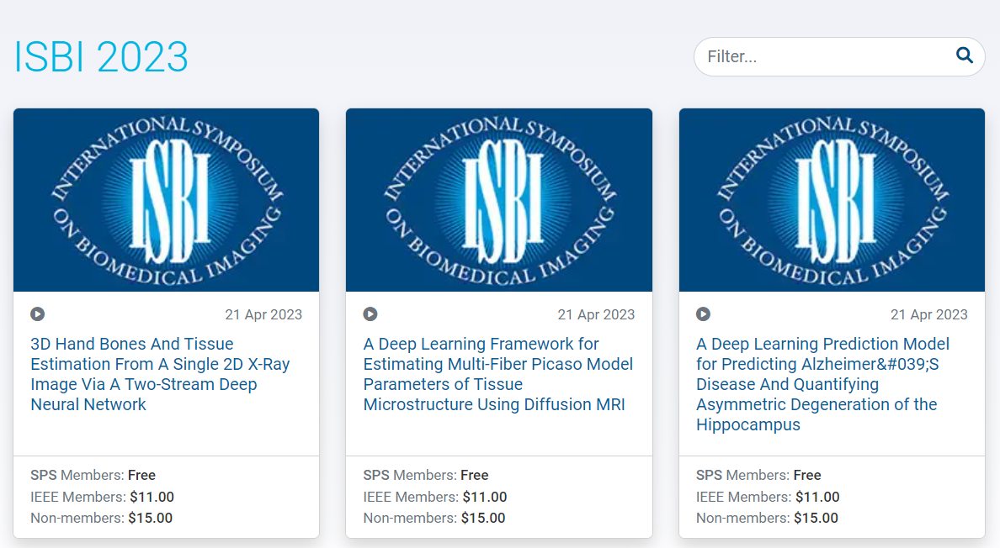 ISBI 2023
Filter...
INTERNATIONAL SYMPOSIUM
ISBI
ON BIOMEDICAL IMAGING
21 Apr 2023
3D Hand Bones And Tissue
Estimation From A Single 2D X-Ray
Image Via A Two-Stream Deep
Neural Network
SPS Members: Free
IEEE Members: $11.00
Non-members: $15.00
INTERNATIONAL SYMPOSIUM
ISBI
ON BIOMEDICAL IMAGING
21 Apr 2023
A Deep Learning Framework for
Estimating Multi-Fiber Picaso Model
Parameters of Tissue
Microstructure Using Diffusion MRI
SPS Members: Free
IEEE Members: $11.00
Non-members: $15.00
INTERNATIONAL SYMPOSIUM
ISBI
ON BIOMEDICAL IMAGING
21 Apr 2023
A Deep Learning Prediction Model
for Predicting Alzheimer&#039;S
Disease And Quantifying
Asymmetric Degeneration of the
Hippocampus
SPS Members: Free
IEEE Members: $11.00
Non-members: $15.00